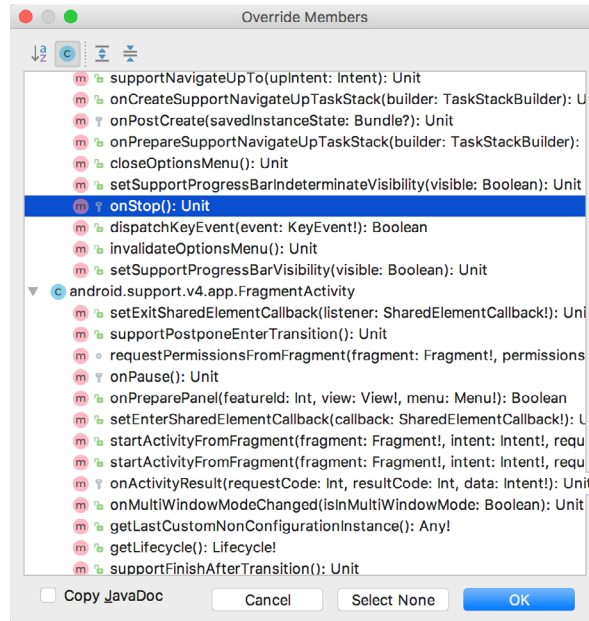 Override Members
a
z
c
m supportNavigateUpTo(upIntent: Intent): Unit
m onCreateSupportNavigateUpTaskStack(builder: TaskStackBuilder): U
m onPostCreate(savedInstanceState: Bundle?): Unit
m onPrepareSupportNavigateUpTaskStack(builder: TaskStackBuilder):
m closeOptionsMenu(): Unit
m setSupportProgressBarIndeterminateVisibility(visible: Boolean): Unit
m onStop(): Unit
m dispatchKeyEvent(event: KeyEvent!): Boolean
m invalidateOptionsMenu(): Unit
m setSupportProgressBarVisibility(visible: Boolean): Unit
c android.support.v4.app.FragmentActivity
m setExitSharedElementCallback(listener: SharedElementCallback!): Uni
m supportPostponeEnterTransition(): Unit
m requestPermissionsFromFragment(fragment: Fragment!, permissions
m onPause(): Unit
m onPreparePanel(featureId: Int, view: View!, menu: Menu!): Boolean
m setEnterSharedElementCallback(callback: SharedElementCallback!): U
m startActivityFromFragment(fragment: Fragment!, intent: Intent!, requ
m startActivityFromFragment(fragment: Fragment!, intent: Intent!, requ
m onActivityResult(requestCode: Int, resultCode: Int, data: Intent!): Unit
m onMultiWindowModeChanged(isInMultiWindowMode: Boolean): Unit
m getLastCustomNonConfigurationInstance(): Any!
m getLifecycle(): Lifecycle!
m supportFinishAfterTransition(): Unit
Copy JavaDoc
Cancel
Select None
OK